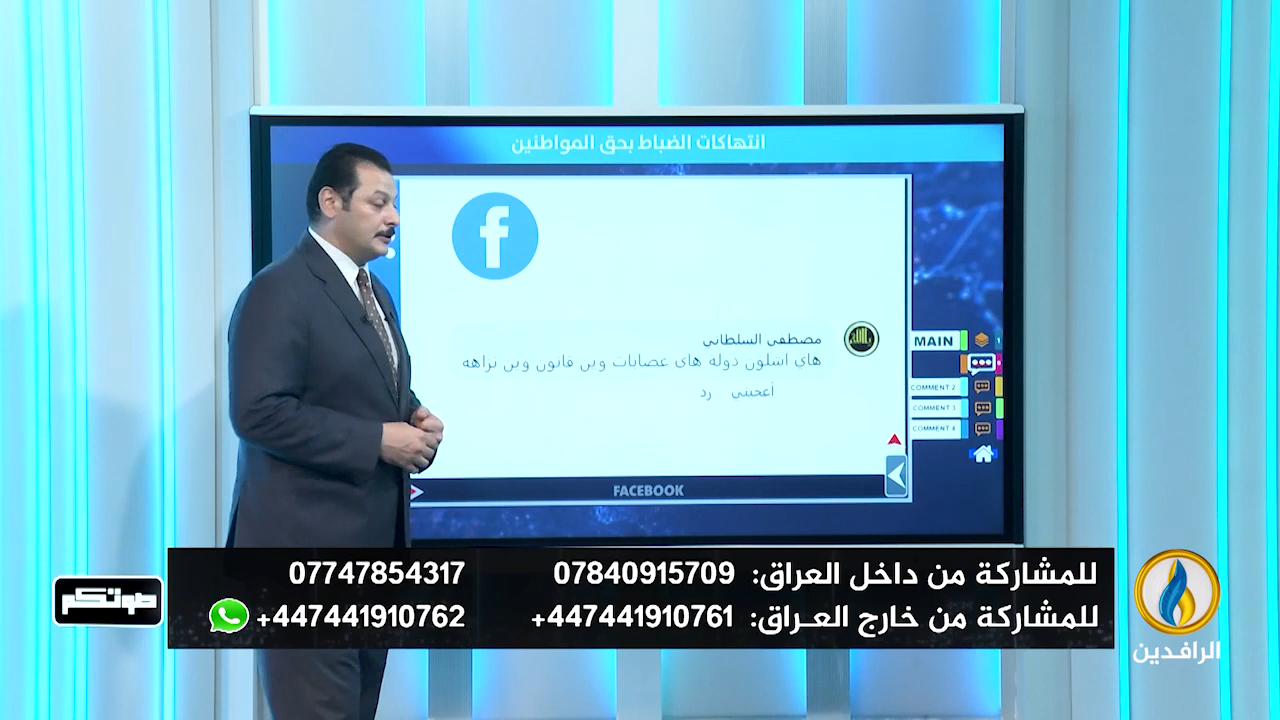 انتهاكات الضباط بحق المواطنين
مصطفى السلطاني
هاي اشلون دوله هاي عصابات وين قانون وين نزاهه
أعجبني رد
MAIN
COMMENT 2
COMMENT 3
COMMENT 4
FACEBOOK
للمشاركة من داخل العراق: 07840915709 07747854317
للمشاركة من خارج العـراق: 447441910761+ 447441910762+
صوتكم
الرافدين